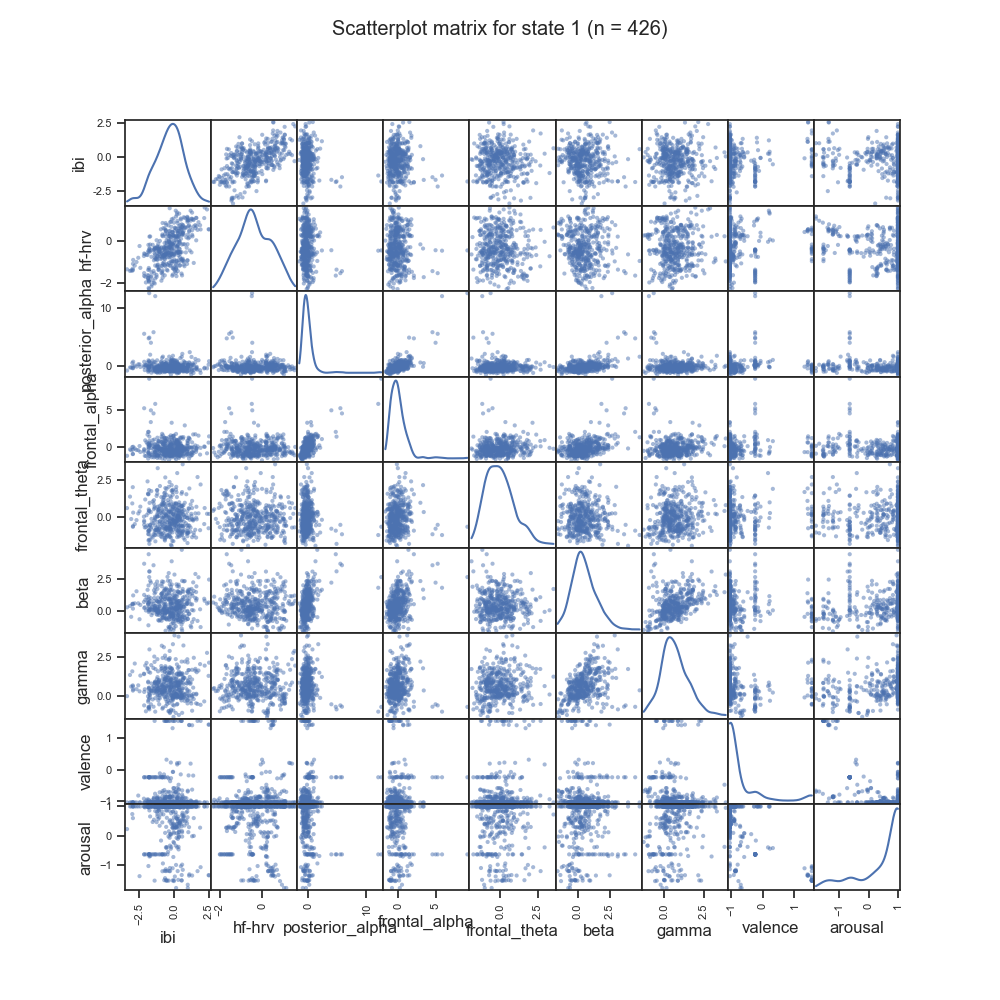 Scatterplot matrix for state 1 (n = 426)
2.5
0.0
−2.5
ibi
0
−2
hf-hrv
10
0
posterior_alpha
5
0
frontal_alpha
2.5
0.0
frontal_theta
2.5
0.0
beta
2.5
0.0
gamma
1
0
−1
valence
1
0
−1
arousal
−2.5 0.0 2.5
ibi
−2 0
hf-hrv
0 10
posterior_alpha
0 5
frontal_alpha
0.0 2.5
frontal_theta
0.0 2.5
beta
0.0 2.5
gamma
−1 0 1
valence
−1 0 1
arousal